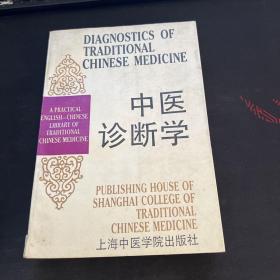 DIAGNOSTICS OF
TRADITIONAL
CHINESE MEDICINE
A PRACTICAL
ENGLISH-CHINESE
LIBRARY OF
TRADITIONAL
CHINESE MEDICINE
中医
诊断学
PUBLISHING HOUSE OF
SHANGHAI COLLEGE OF
TRADITIONAL
CHINESE MEDICINE
上海中医学院出版社